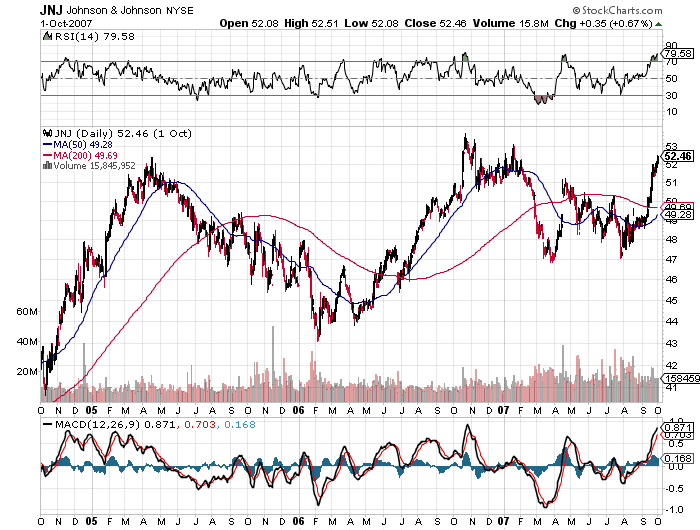 JNJ Johnson & Johnson NYSE © StockCharts.com
1-Oct-2007 Open 52.08 High 52.51 Low 52.08 Close 52.46 Volume 15.8M Chg +0.35 (+0.67%)
RSI(14) 79.58
90
79.58
70
50
30
10
JNJ (Daily) 52.46 (1 Oct)
MA(50) 49.28
MA(200) 49.69
Volume 15,845,952
53
52.46
52
51
49.69
49.28
48
47
46
45
44
43
42
41
60M
40M
20M
158459
O N D 05 F M A M J J A S O N D 06 F M A M J J A S O N D 07 F M A M J J A S O
MACD(12,26,9) 0.871, 0.703, 0.168
1.0
0.871
0.703
0.168
0.0
-0.5
-1.0
O N D 05 F M A M J J A S O N D 06 F M A M J J A S O N D 07 F M A M J J A S O